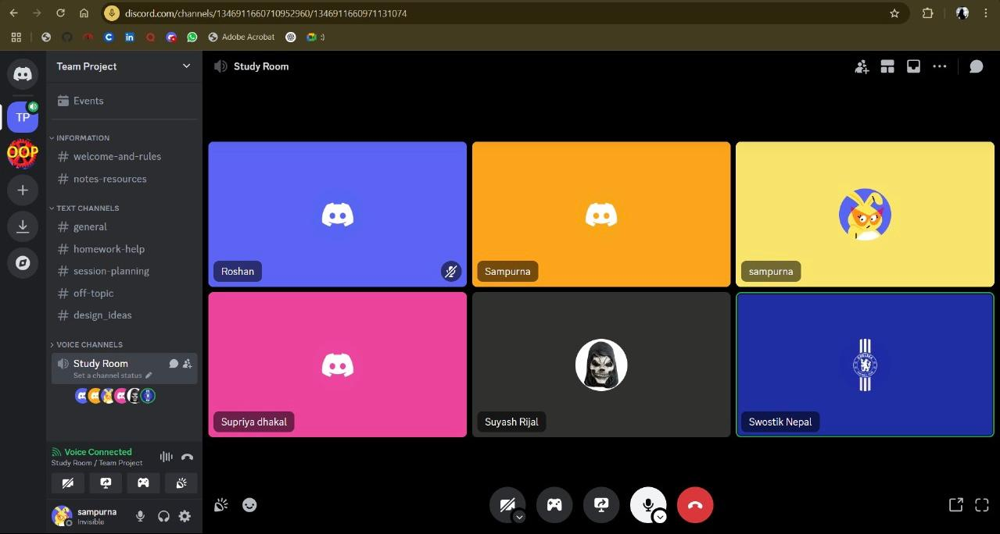 discord.com/channels/1346911660710952960/1346911660971131074
Adobe Acrobat
:)
Team Project
Study Room
Events
TP
OOP
INFORMATION
welcome-and-rules
notes-resources
TEXT CHANNELS
general
homework-help
session-planning
off-topic
design_ideas
VOICE CHANNELS
Study Room
Set a channel status
Voice Connected
Study Room / Team Project
sampurna
Invisible
Roshan
Sampurna
sampurna
Supriya dhakal
Suyash Rijal
CHELSEA
Swostik Nepal